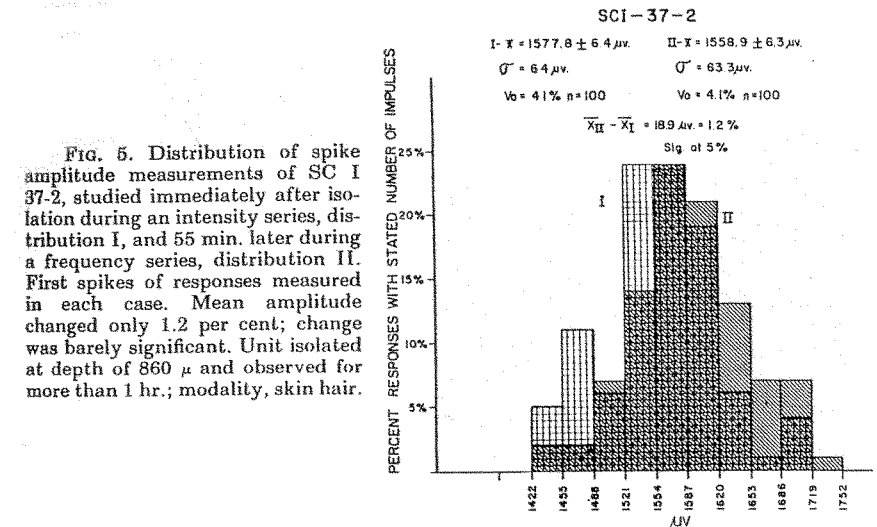 FIG. 5. Distribution of spike
amplitude measurements of SC I
37-2, studied immediately after iso-
lation during an intensity series, dis-
tribution I, and 55 min. later during
a frequency series, distribution II.
First spikes of responses measured
in each case. Mean amplitude
changed only 1.2 per cent; change
was barely significant. Unit isolated
at depth of 860 μ and observed for
more than 1 hr.; modality, skin hair.
SCI-37-2
I-x̄ = 1577.8 ± 6.4 μv. II-x̄ = 1558.9 ± 6.3 μv.
σ = 64 μv. σ = 63.3 μv.
Vo = 4.1% n=100 Vo = 4.1% n=100
X̄II - X̄I = 18.9 μv. = 1.2 %
Sig. at 5%
PERCENT RESPONSES WITH STATED NUMBER OF IMPULSES
25%
20%
15%
10%
5%
I
II
1422 1455 1488 1521 1554 1587 1620 1653 1686 1719 1752
μV